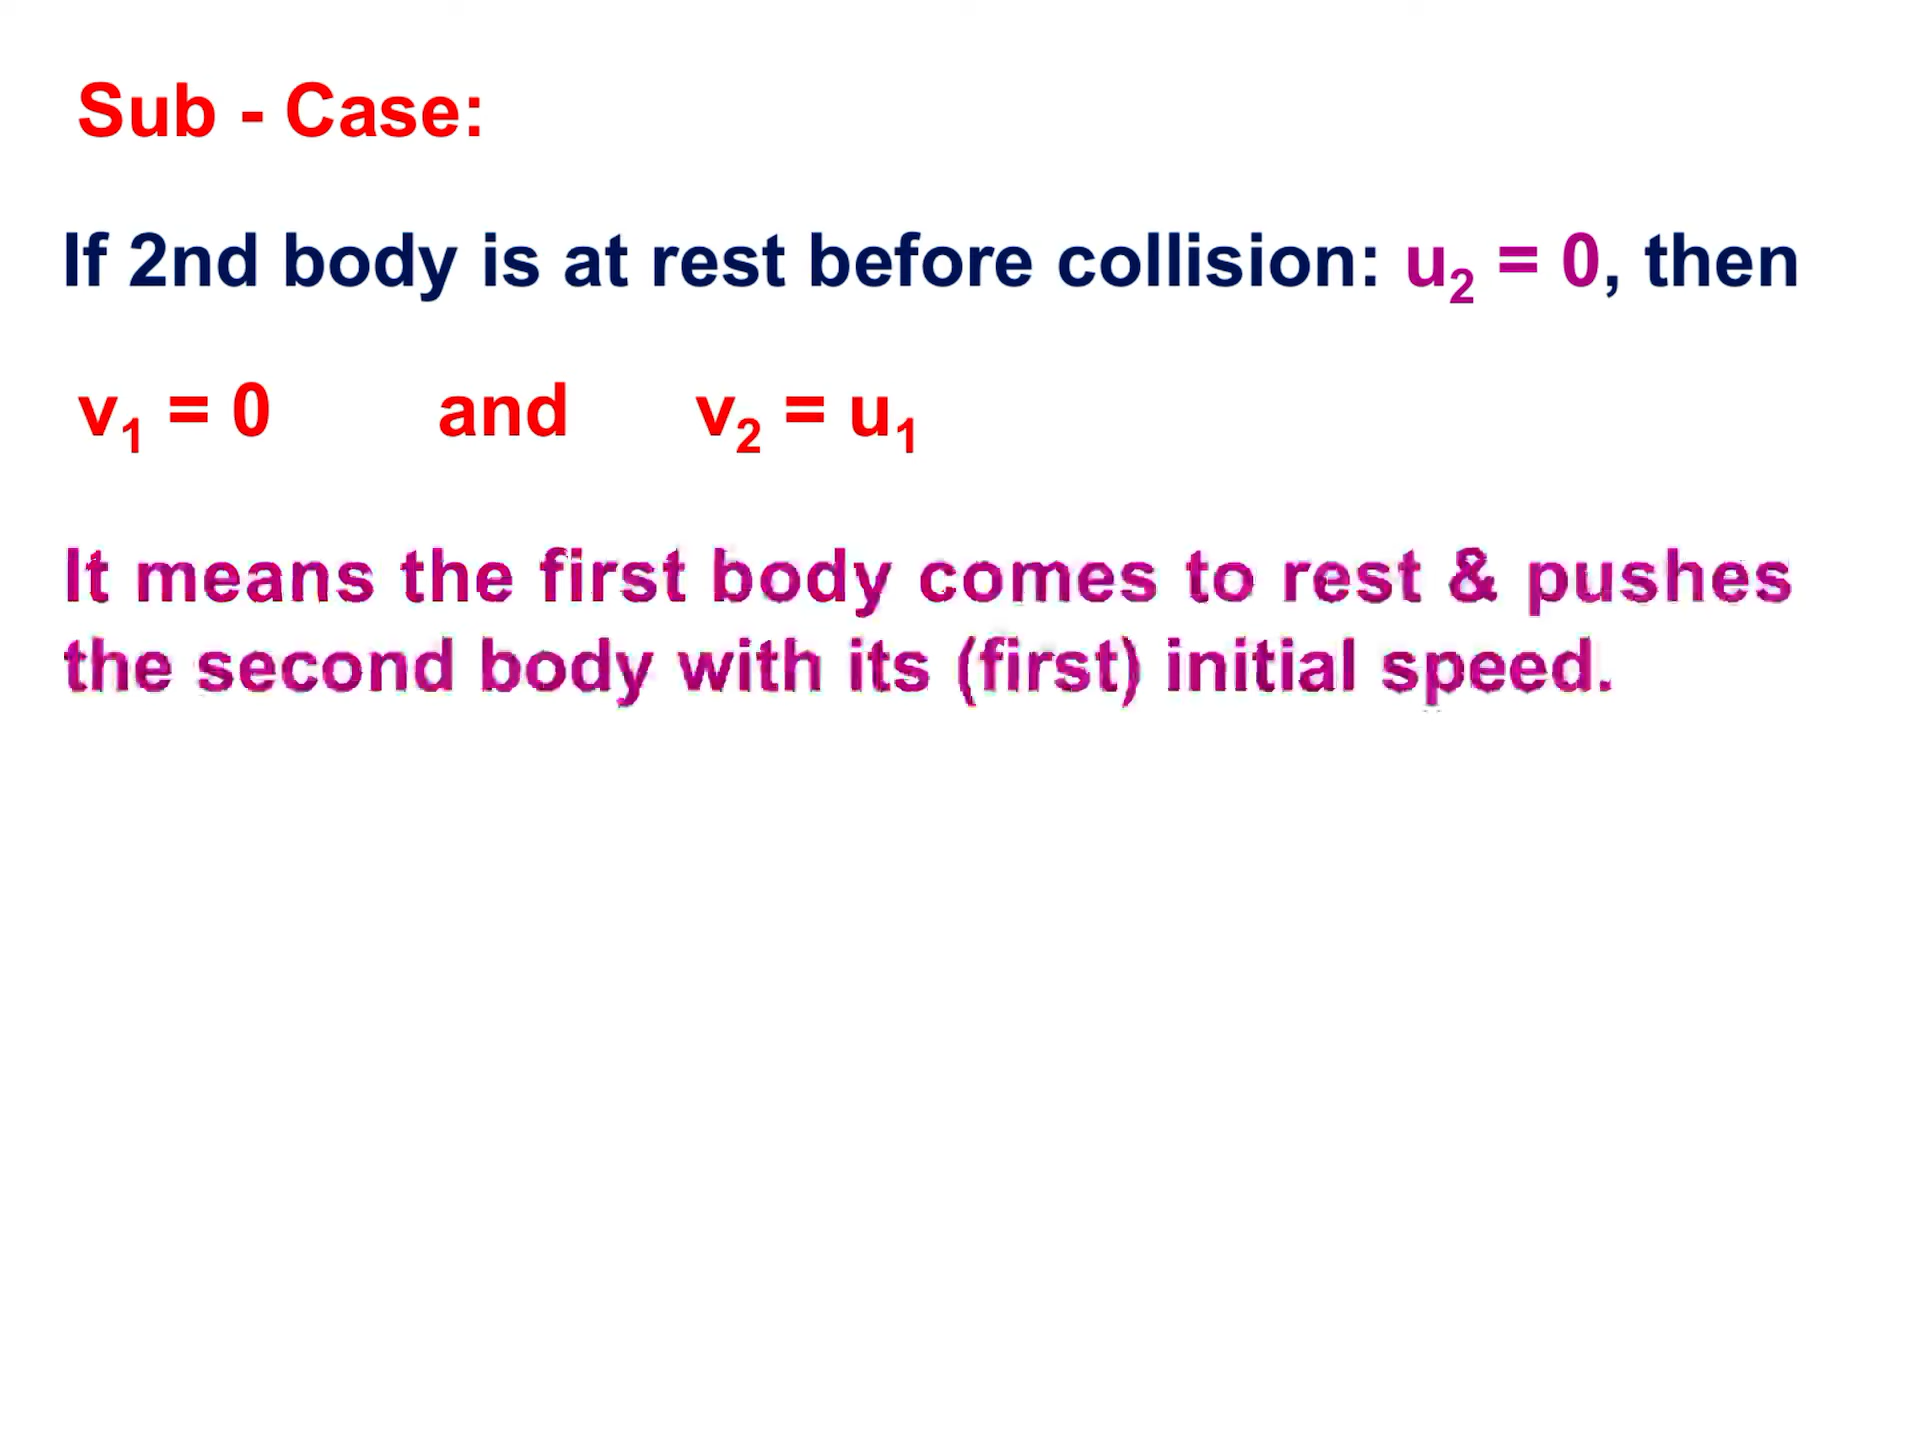 Sub - Case:
If 2nd body is at rest before collision: u₂ = 0, then
v₁ = 0 and v₂ = u₁
It means the first body comes to rest & pushes
the second body with its (first) initial speed.